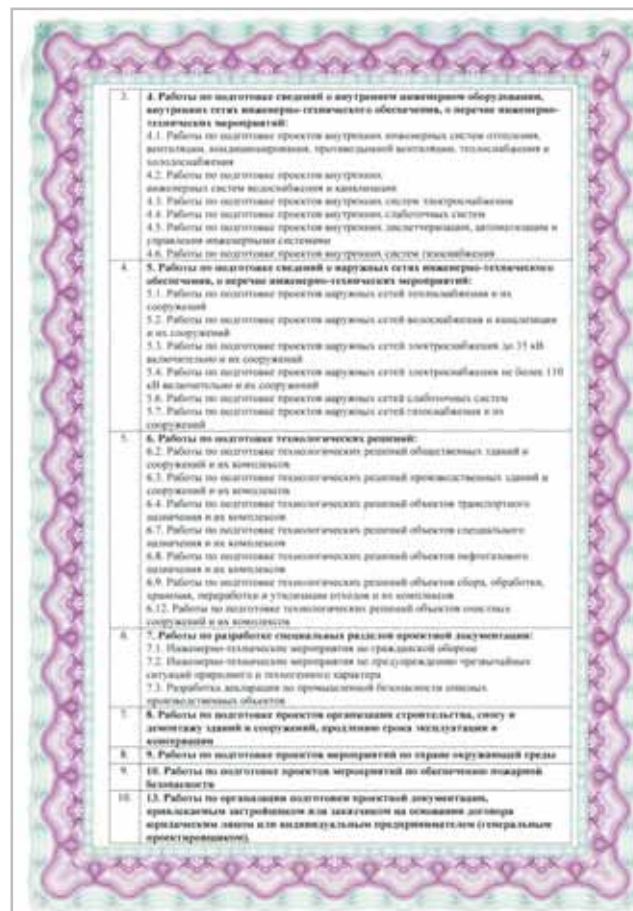 3. 4. Работы по подготовке сведений о внутреннем инженерном оборудовании,
внутренних сетях инженерно-технического обеспечения, о перечне инженерно-
технических мероприятий:
4.1. Работы по подготовке проектов внутренних инженерных систем отопления,
вентиляции, кондиционирования, противодымной вентиляции, теплоснабжения и
холодоснабжения
4.2. Работы по подготовке проектов внутренних
инженерных систем водоснабжения и канализации
4.3. Работы по подготовке проектов внутренних систем электроснабжения
4.4. Работы по подготовке проектов внутренних слаботочных систем
4.5. Работы по подготовке проектов внутренних диспетчеризации, автоматизации и
управления инженерными системами
4.6. Работы по подготовке проектов внутренних систем газоснабжения
4. 5. Работы по подготовке сведений о наружных сетях инженерно-технического
обеспечения, о перечне инженерно-технических мероприятий:
5.1. Работы по подготовке проектов наружных сетей теплоснабжения и их
сооружений
5.2. Работы по подготовке проектов наружных сетей водоснабжения и канализации
и их сооружений
5.3. Работы по подготовке проектов наружных сетей электроснабжения до 35 кВ
включительно и их сооружений
5.4. Работы по подготовке проектов наружных сетей электроснабжения не более 110
кВ включительно и их сооружений
5.6. Работы по подготовке проектов наружных сетей слаботочных систем
5.7. Работы по подготовке проектов наружных сетей газоснабжения и их
сооружений
5. 6. Работы по подготовке технологических решений:
6.2. Работы по подготовке технологических решений общественных зданий и
сооружений и их комплексов
6.3. Работы по подготовке технологических решений производственных зданий и
сооружений и их комплексов
6.4. Работы по подготовке технологических решений объектов транспортного
назначения и их комплексов
6.7. Работы по подготовке технологических решений объектов специального
назначения и их комплексов
6.8. Работы по подготовке технологических решений объектов нефтегазового
назначения и их комплексов
6.9. Работы по подготовке технологических решений объектов сбора, обработки,
хранения, переработки и утилизации отходов и их комплексов
6.12. Работы по подготовке технологических решений объектов очистных
сооружений и их комплексов
6. 7. Работы по разработке специальных разделов проектной документации:
7.1. Инженерно-технические мероприятия по гражданской обороне
7.2. Инженерно-технические мероприятия по предупреждению чрезвычайных
ситуаций природного и техногенного характера
7.3. Разработка декларации по промышленной безопасности опасных
производственных объектов
7. 8. Работы по подготовке проектов организации строительства, сносу и
демонтажу зданий и сооружений, продлению срока эксплуатации и
консервации
8. 9. Работы по подготовке проектов мероприятий по охране окружающей среды
9. 10. Работы по подготовке проектов мероприятий по обеспечению пожарной
безопасности
10. 13. Работы по организации подготовки проектной документации,
привлекаемым застройщиком или заказчиком на основании договора
юридическим лицом или индивидуальным предпринимателем (генеральным
проектировщиком).